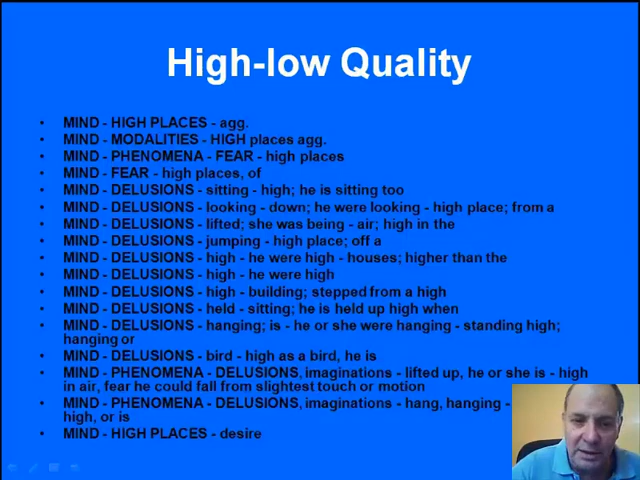 High-low Quality
• MIND - HIGH PLACES - agg.
• MIND - MODALITIES - HIGH places agg.
• MIND - PHENOMENA - FEAR - high places
• MIND - FEAR - high places, of
• MIND - DELUSIONS - sitting - high; he is sitting too
• MIND - DELUSIONS - looking - down; he were looking - high place; from a
• MIND - DELUSIONS - lifted; she was being - air; high in the
• MIND - DELUSIONS - jumping - high place; off a
• MIND - DELUSIONS - high - he were high - houses; higher than the
• MIND - DELUSIONS - high - he were high
• MIND - DELUSIONS - high - building; stepped from a high
• MIND - DELUSIONS - held - sitting; he is held up high when
• MIND - DELUSIONS - hanging; is - he or she were hanging - standing high;
hanging or
• MIND - DELUSIONS - bird - high as a bird, he is
• MIND - PHENOMENA - DELUSIONS, imaginations - lifted up, he or she is - high
in air, fear he could fall from slightest touch or motion
• MIND - PHENOMENA - DELUSIONS, imaginations - hang, hanging -
high, or is
• MIND - HIGH PLACES - desire